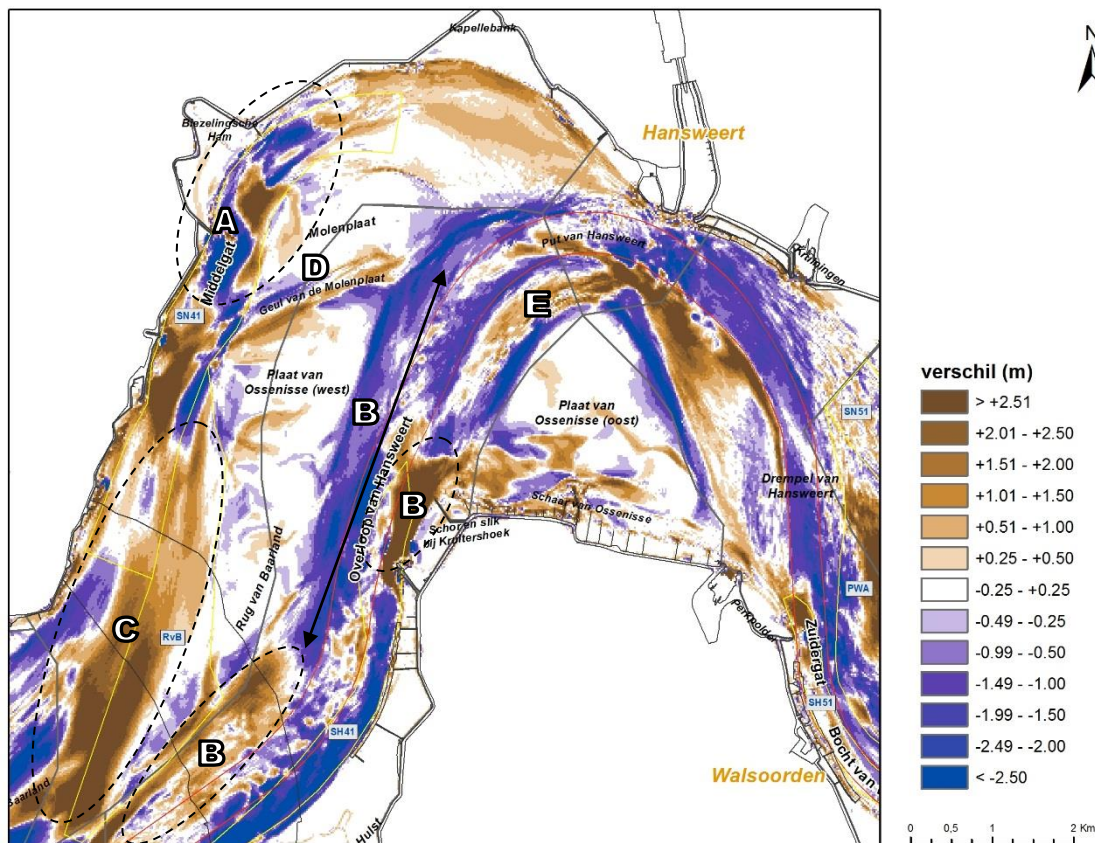 Kapellebank
N
Biezelingsche
Ham
Hansweert
A
Molenplaat
Put van Hansweert
Kruiningen
Middelgat
D
Geul van de Molenplaat
E
SN41
Plaat van
Ossenisse (west)
Plaat van
Ossenisse (oost)
SN51
B
Overloop van Hansweert
Drempel van
Hansweert
B
Schor en slik
bij Kruitershoek
Schaar van Ossenisse
Rug van Baarland
PWA
Perkpolder
C
RvB
Zuidergat
SH51
SH41
B
Bocht van
Walsoorden
Baarland
Hulst
verschil (m)
> +2.51
+2.01 - +2.50
+1.51 - +2.00
+1.01 - +1.50
+0.51 - +1.00
+0.25 - +0.50
-0.25 - +0.25
-0.49 - -0.25
-0.99 - -0.50
-1.49 - -1.00
-1.99 - -1.50
-2.49 - -2.00
< -2.50
0 0,5 1 2 Km